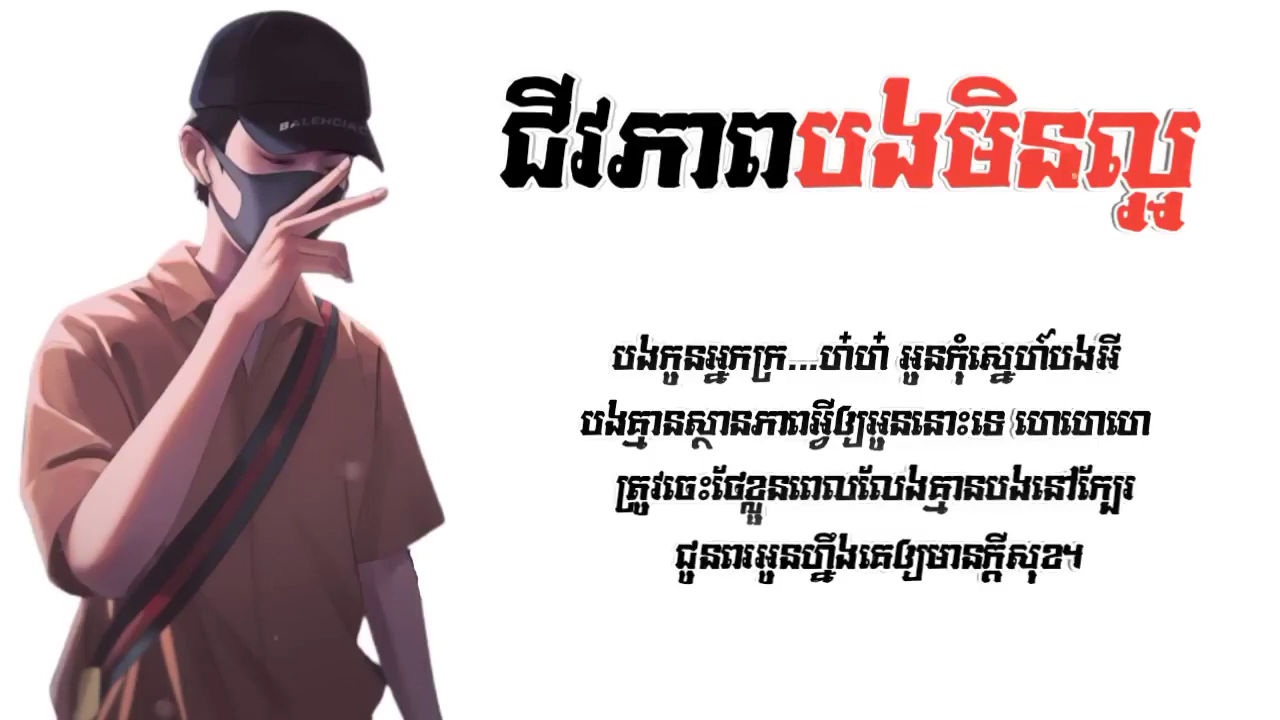 BALENCIAG
ជីវភាពបងមិនល្អ
បងកូនអ្នកក្រ...ហ៎ហ៎ អូនកុំស្នេហ៍បងអី
បងគ្មានស្ថានភាពអ្វីឲ្យអូននោះទេ ហេហេហេ
ត្រូវចេះថែខ្លួនពេលលែងគ្មានបងនៅក្បែរ
ជូនពរអូនហ្នឹងគេឲ្យមានក្ដីសុខ។